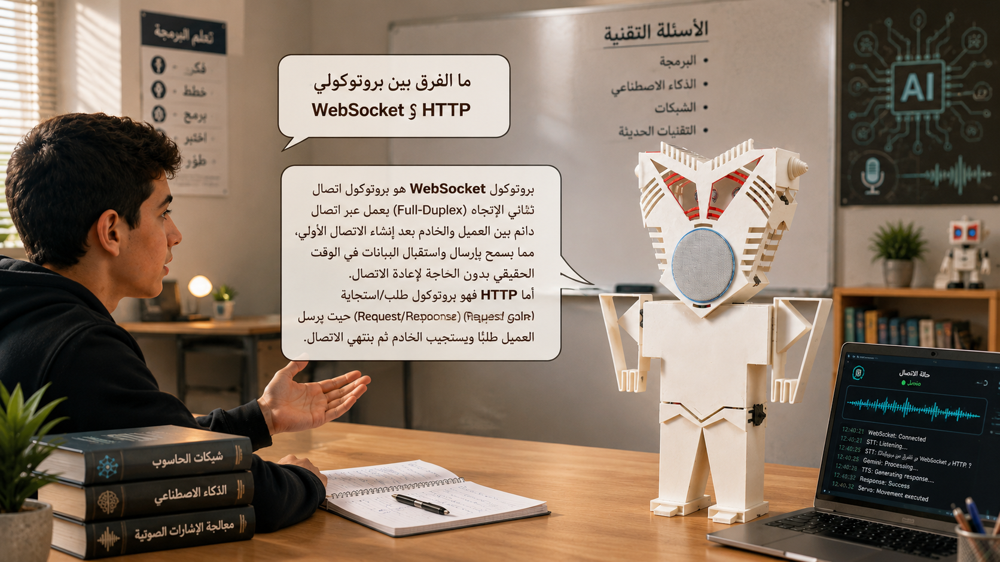 تعلم البرمجة
فكر
خطط
برمج
اختبر
طوّر
ما الفرق بين بروتوكولي
WebSocket و HTTP
الأسئلة التقنية
• البرمجة
• الذكاء الاصطناعي
• الشبكات
• التقنيات الحديثة
AI
بروتوكول WebSocket هو بروتوكول اتصال
ثنائي الإتجاه (Full-Duplex) يعمل عبر اتصال
دائم بين العميل والخادم بعد إنشاء الاتصال الأولي،
مما بسمح بإرسال واستقبال البيانات في الوقت
الحقيقي بدون الخاجة لإعادة الاتصال.
أما HTTP فهو بروتوكول طلب/استجاية
(Request/Repoonse) حيت يرسل
العميل طلبًا ويستجيب الخادم ثم بنتهي الاتصال.
شبكات الحاسوب
الذكاء الاصطناعي
معالجة الإشارات الصوتية
حالة الاتصال
متصل
12:40:21 WebSocket: Connected
12:40:21 STT: Listening...
12:40:25 STT: WebSocket و HTTP ?
12:40:25 Gemini: Processing...
12:40:28 TTS: Generating response....
12:40:32 Response: Success
12:40.32 Servo: Movement executed